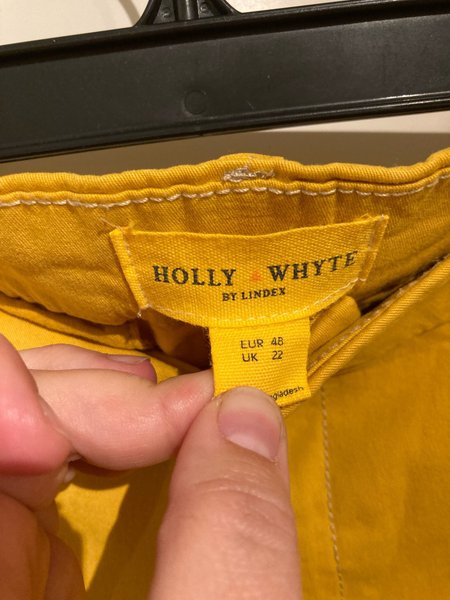 HOLLY WHYTE
BY LINDEX
EUR 48
UK 22